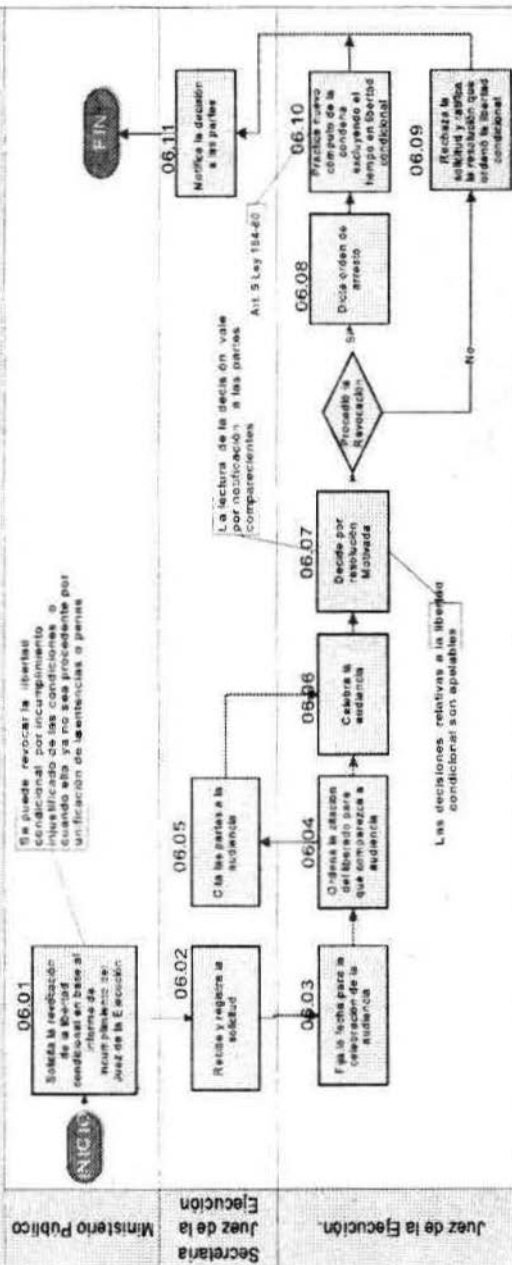 Ministerio Público
Secretaria
Juez de la
Ejecución
Juez de la Ejecución.
INICIO
06.01
Solicita la revocación
de la libertad
condicional en base al
informe de
incumplimiento del
Juez de la Ejecución
Se puede revocar la libertad
condicional por incumplimiento
injustificado de las condiciones o
cuando ella ya no sea procedente por
unificación de sentencias o penas
06.02
Recibe y registra la
solicitud
06.03
Fija la fecha para la
celebración de la
audiencia
06.04
Ordena la citación
del liberado para
que comparezca a
audiencia
06.05
Cita las partes a la
audiencia
06.06
Celebra la
audiencia
06.07
Decide por
resolución
Motivada
La lectura de la decisión vale
por notificación a las partes
comparecientes
Las decisiones relativas a la libertad
condicional son apelables
Procedió la
Revocación
Si
No
06.08
Dicta orden de
arresto
Art. 5 Ley 164-80
06.10
Practica nuevo
cómputo de la
condena
excluyendo el
tiempo en libertad
condicional
06.09
Rechaza la
solicitud y ratifica
la resolución que
ordenó la libertad
condicional
06.11
Notifica la decisión
a las partes
FIN